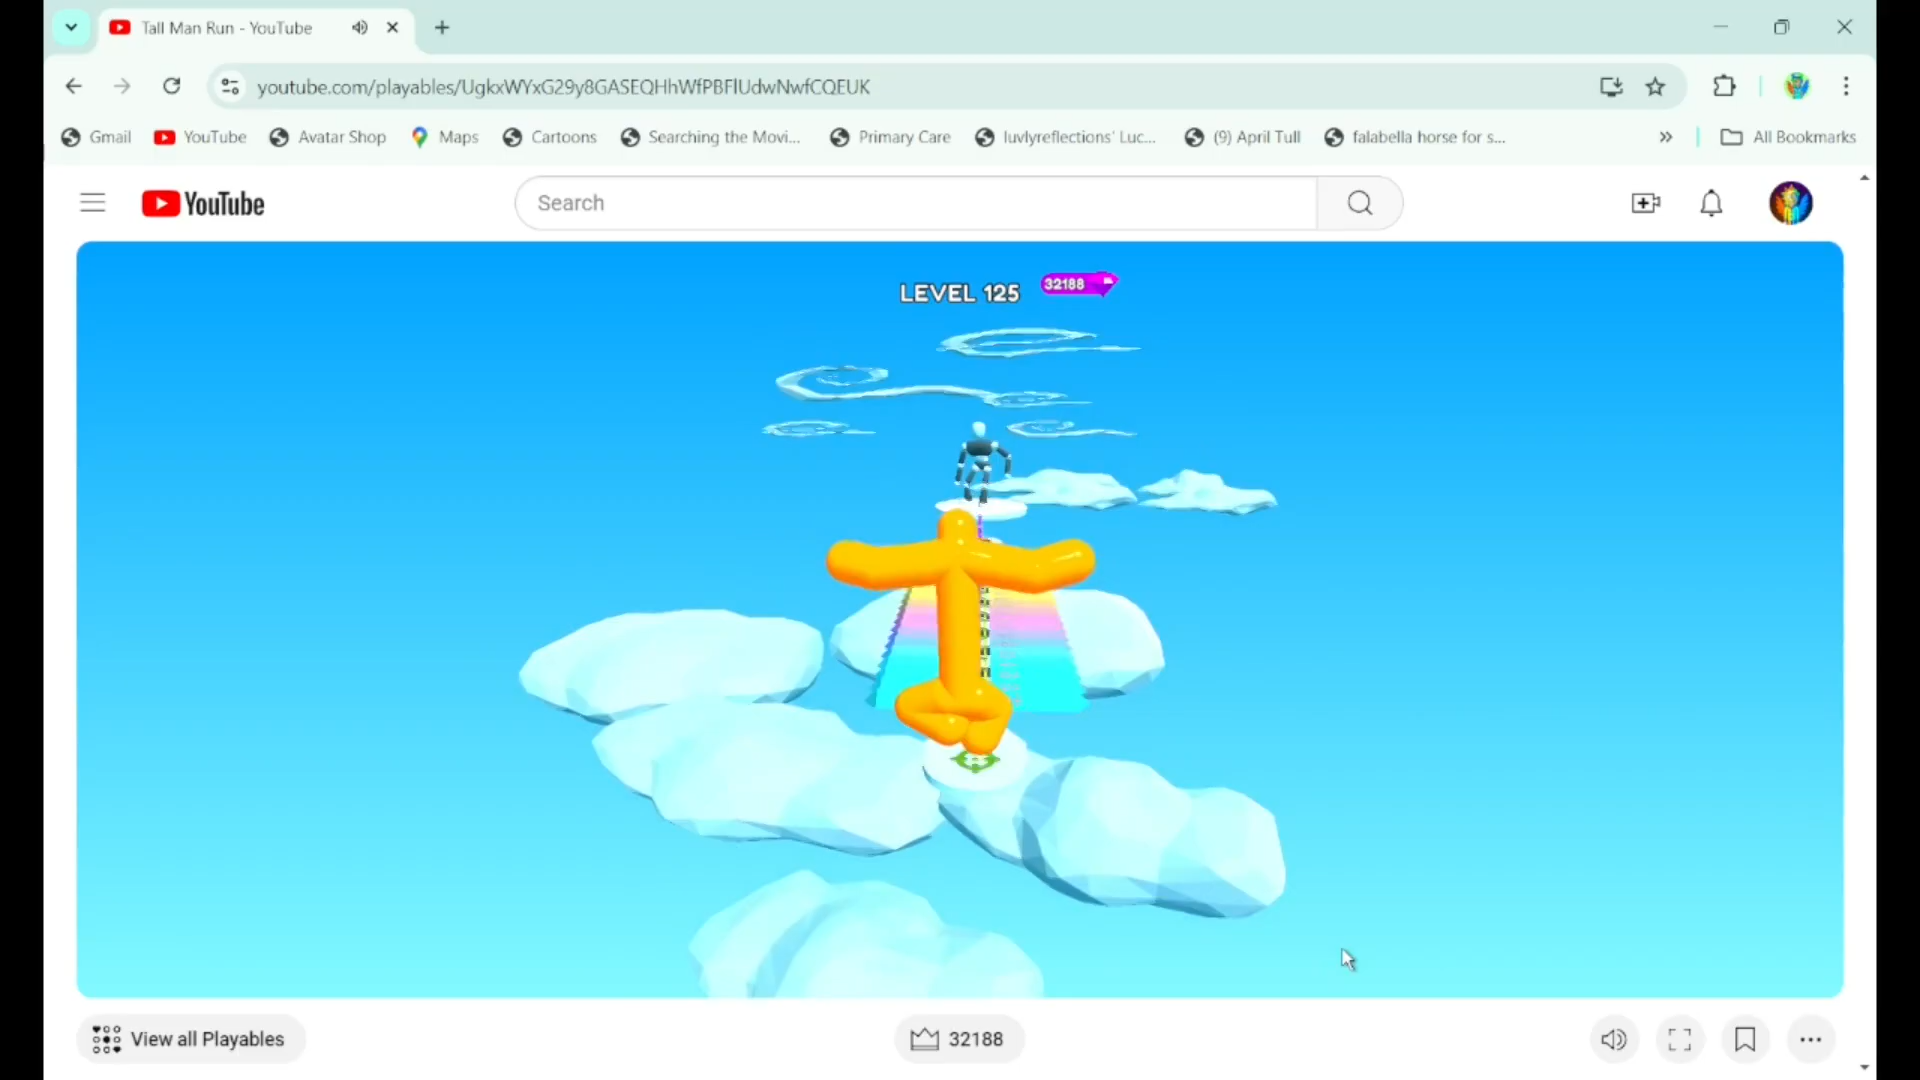 Tall Man Run - YouTube
youtube.com/playables/UgkxWYxG29y8GASEQHhWfPBFlUdwNwfCQEUK
Gmail YouTube Avatar Shop Maps Cartoons Searching the Movi... Primary Care luvlyreflections' Luc... (9) April Tull falabella horse for s... » All Bookmarks
YouTube Search
LEVEL 125 32188
View all Playables 32188